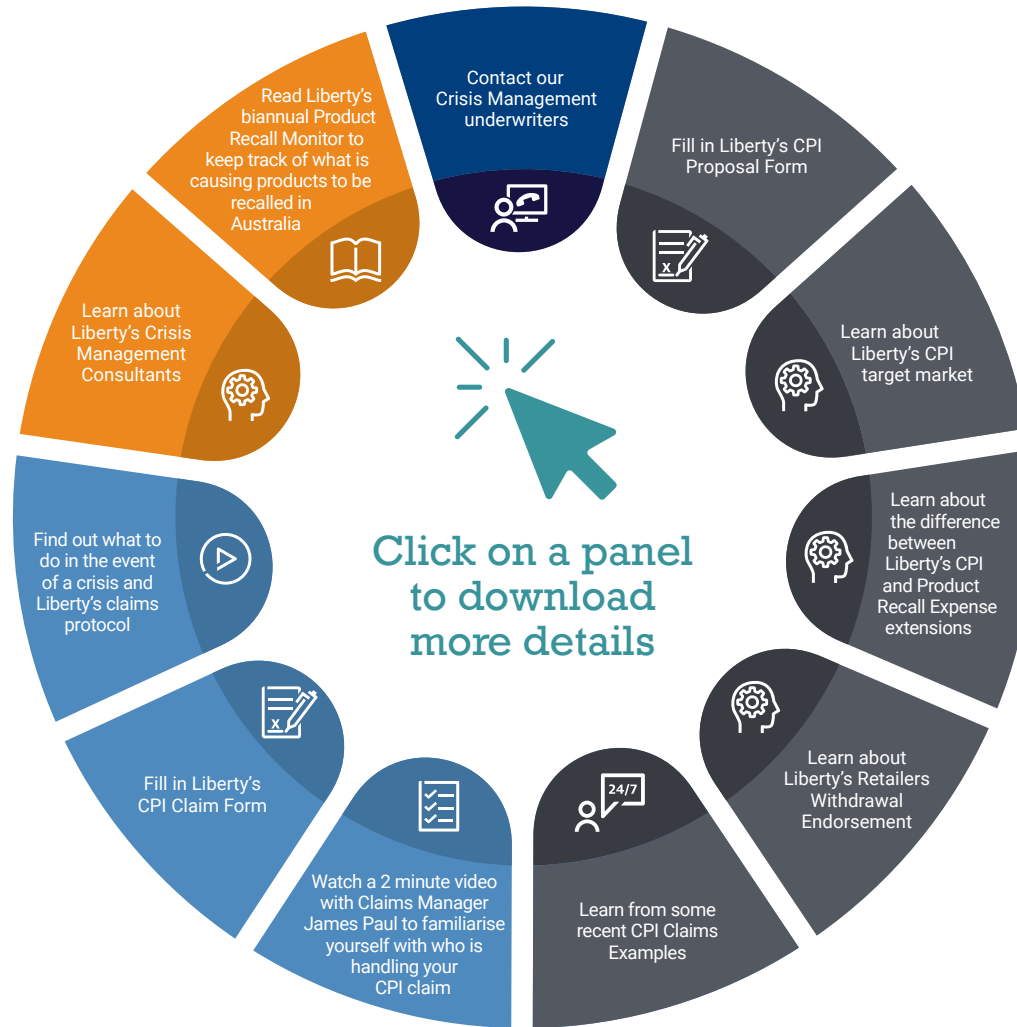 Contact our
Crisis Management
underwriters
Fill in Liberty's CPI
Proposal Form
Learn about
Liberty's CPI
target market
Learn about
the difference
between
Liberty's CPI
and Product
Recall Expense
extensions
Learn about
Liberty's Retailers
Withdrawal
Endorsement
24/7
Learn from some
recent CPI Claims
Examples
Watch a 2 minute video
with Claims Manager
James Paul to familiarise
yourself with who is
handling your
CPI claim
x
Fill in Liberty's
CPI Claim Form
Find out what to
do in the event
of a crisis and
Liberty's claims
protocol
Learn about
Liberty's Crisis
Management
Consultants
Read Liberty's
biannual Product
Recall Monitor to
keep track of what is
causing products to be
recalled in
Australia
x
Click on a panel
to download
more details